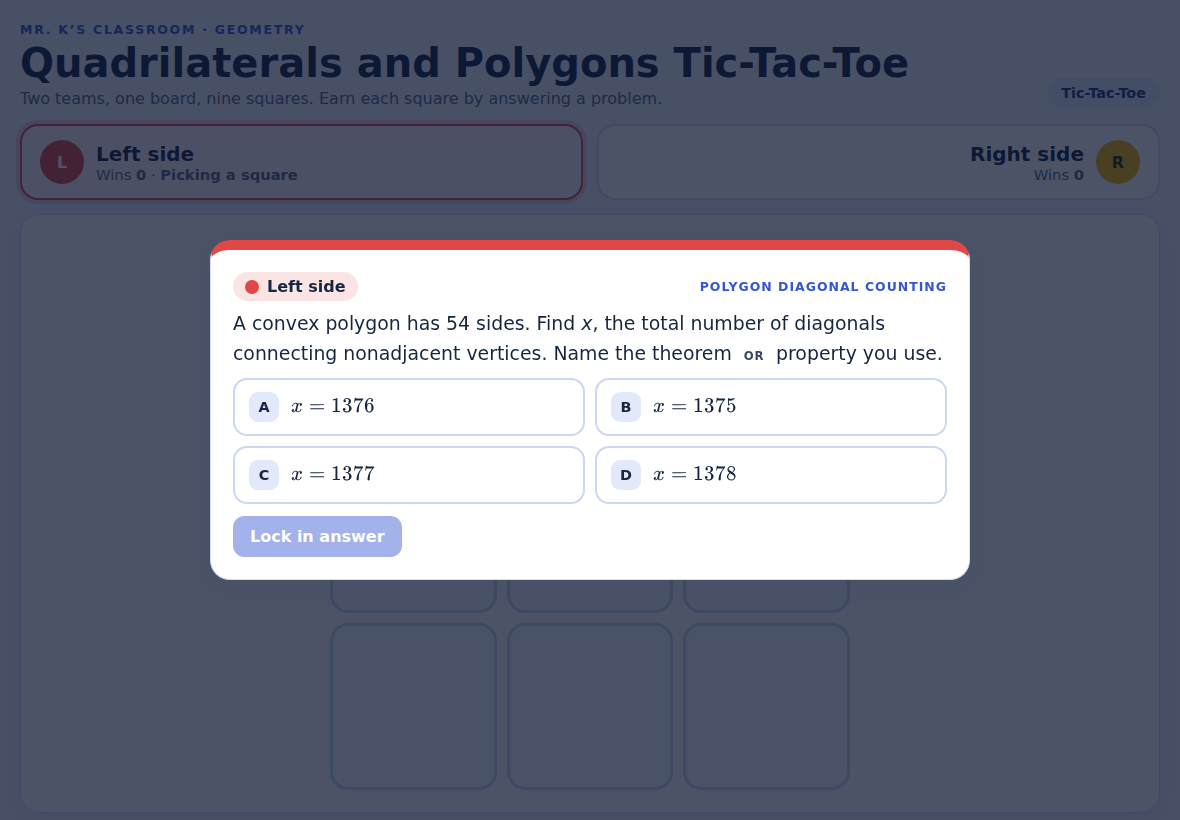 MR. K’S CLASSROOM · GEOMETRY
Quadrilaterals and Polygons Tic-Tac-Toe
Two teams, one board, nine squares. Earn each square by answering a problem.
Tic-Tac-Toe
L
Left side
Wins 0 · Picking a square
Right side
Wins 0
R
Left side
POLYGON DIAGONAL COUNTING
A convex polygon has 54 sides. Find x, the total number of diagonals
connecting nonadjacent vertices. Name the theorem OR property you use.
A x = 1376
B x = 1375
C x = 1377
D x = 1378
Lock in answer